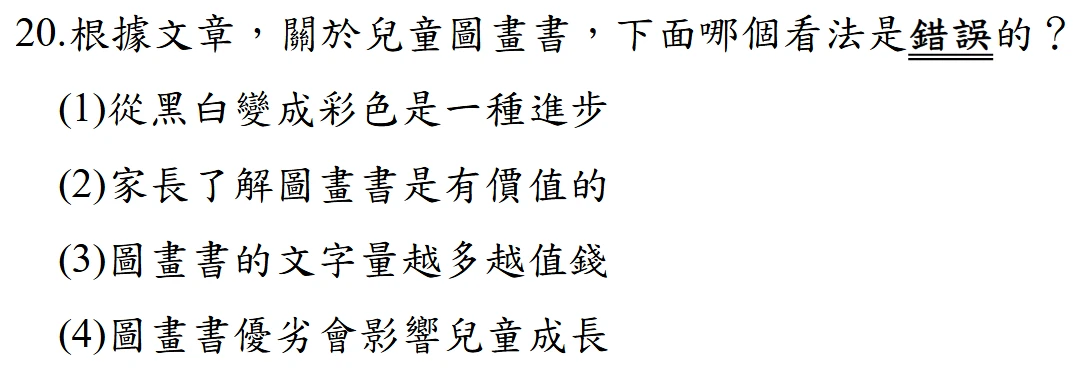 20.根據文章，關於兒童圖畫書，下面哪個看法是錯誤的？
(1)從黑白變成彩色是一種進步
(2)家長了解圖畫書是有價值的
(3)圖畫書的文字量越多越值錢
(4)圖畫書優劣會影響兒童成長